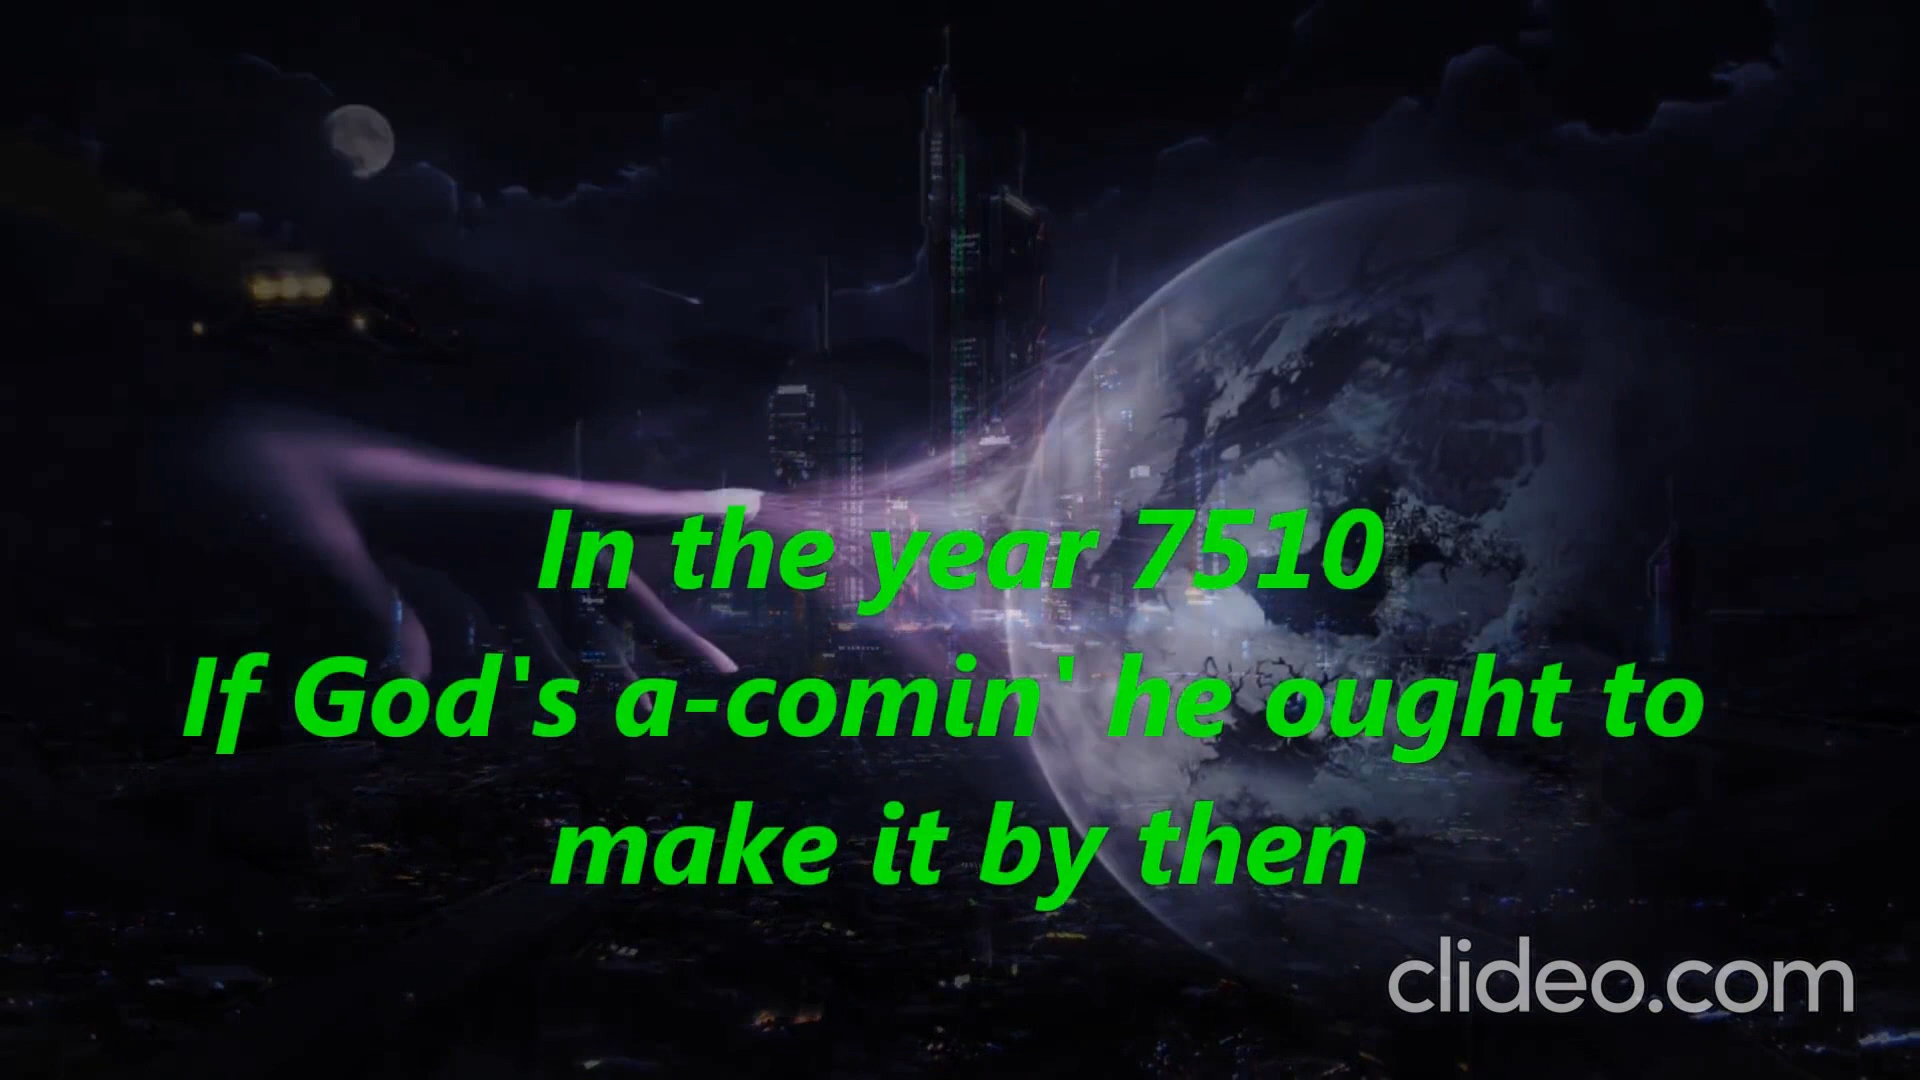 In the year 7510
If God's a-comin' he ought to
make it by then
clideo.com